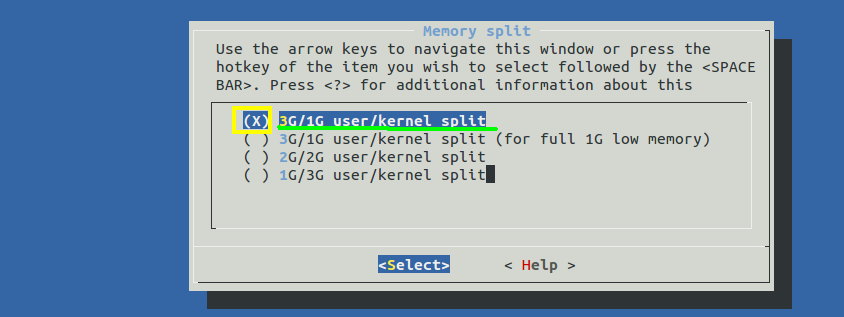 Memory split
Use the arrow keys to navigate this window or press the
hotkey of the item you wish to select followed by the <SPACE
BAR>. Press <?> for additional information about this
(X) 3G/1G user/kernel split
( ) 3G/1G user/kernel split (for full 1G low memory)
( ) 2G/2G user/kernel split
( ) 1G/3G user/kernel split
<Select> < Help >